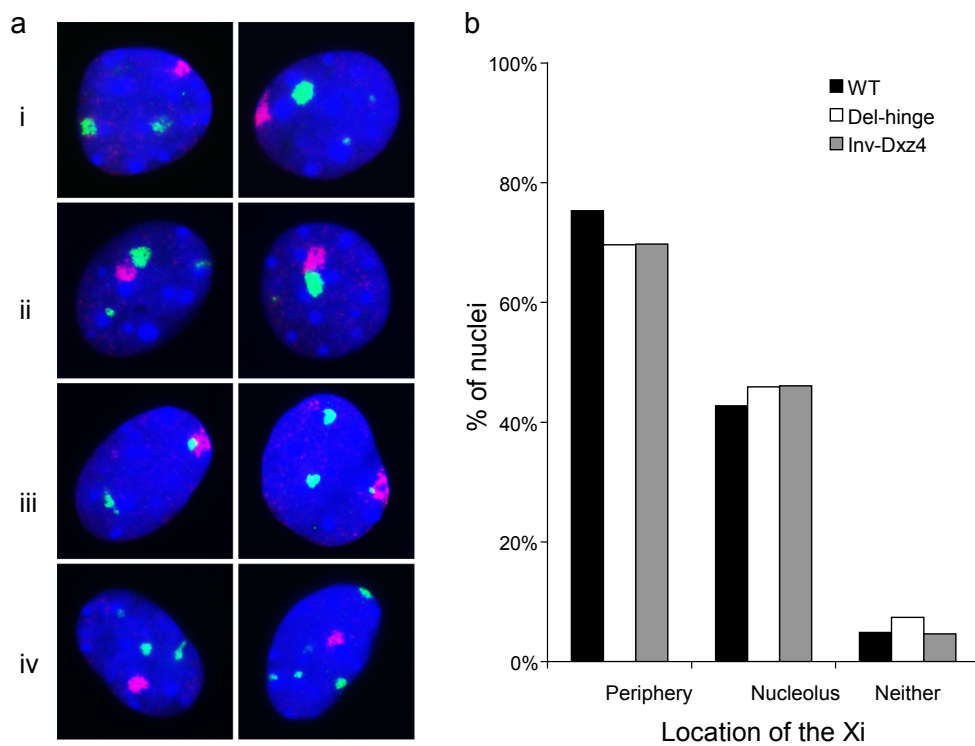 a
i
ii
iii
iv
b
100%
80%
60%
40%
20%
0%
% of nuclei
WT
Del-hinge
Inv-Dxz4
Periphery Nucleolus Neither
Location of the Xi